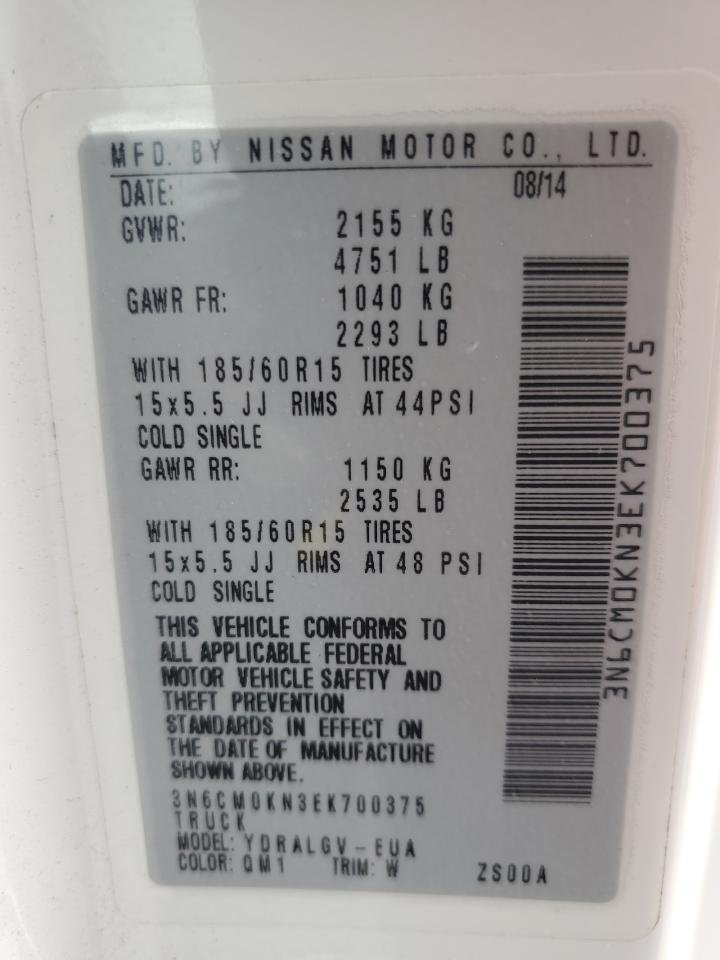 MFD. BY NISSAN MOTOR CO., LTD.
DATE: 08/14
GVWR: 2155 KG
4751 LB
GAWR FR: 1040 KG
2293 LB
WITH 185/60R15 TIRES
15x5.5 JJ RIMS AT 44PSI
COLD SINGLE
GAWR RR: 1150 KG
2535 LB
WITH 185/60R15 TIRES
15x5.5 JJ RIMS AT 48 PSI
COLD SINGLE
THIS VEHICLE CONFORMS TO
ALL APPLICABLE FEDERAL
MOTOR VEHICLE SAFETY AND
THEFT PREVENTION
STANDARDS IN EFFECT ON
THE DATE OF MANUFACTURE
SHOWN ABOVE.
3N6CM0KN3EK700375
TRUCK
MODEL: YDRALGV-EUA
COLOR: QM1 TRIM: W ZS00A
3N6CM0KN3EK700375